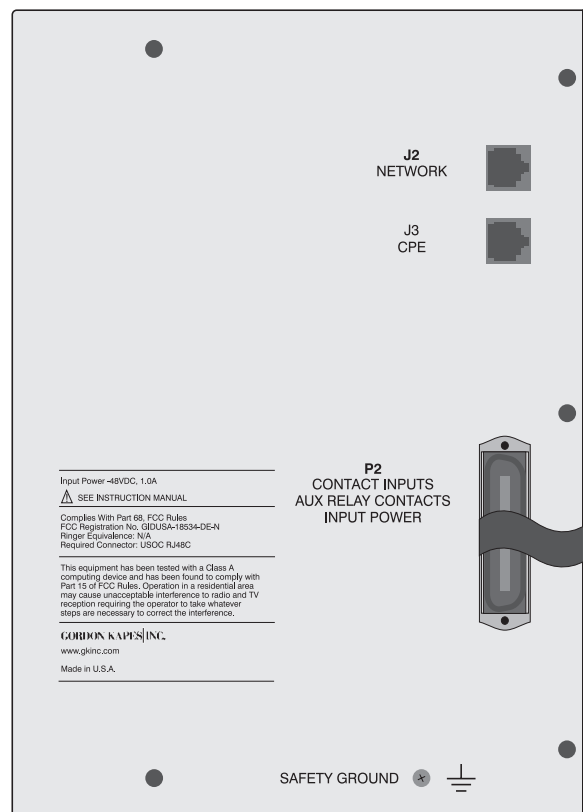 J2
NETWORK
J3
CPE
P2
CONTACT INPUTS
AUX RELAY CONTACTS
INPUT POWER
Input Power -48VDC, 1.0A
SEE INSTRUCTION MANUAL
Complies With Part 68, FCC Rules
FCC Registration No. GIDUSA-18534-DE-N
Ringer Equivalence: N/A
Required Connector: USOC RJ48C
This equipment has been tested with a Class A
computing device and has been found to comply with
Part 15 of FCC Rules. Operation in a residential area
may cause unacceptable interference to radio and TV
reception requiring the operator to take whatever
steps are necessary to correct the interference.
GORDON KAPES INC.
www.gkinc.com
Made in U.S.A.
SAFETY GROUND